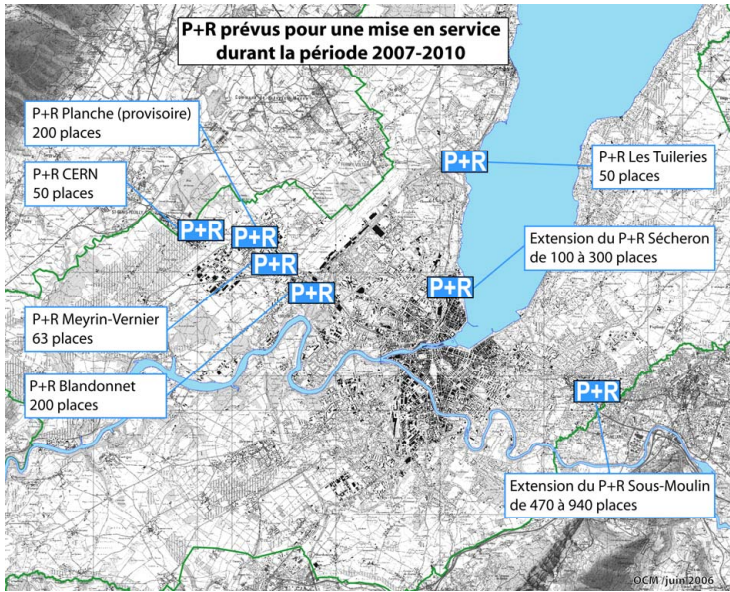 P+R prévus pour une mise en service
durant la période 2007-2010
P+R Planche (provisoire)
200 places
P+R CERN
50 places
P+R Meyrin-Vernier
63 places
P+R Blandonnet
200 places
P+R Les Tuileries
50 places
Extension du P+R Sécheron
de 100 à 300 places
Extension du P+R Sous-Moulin
de 470 à 940 places
P+R
P+R
P+R
P+R
P+R
P+R
P+R
OCM /juin 2006